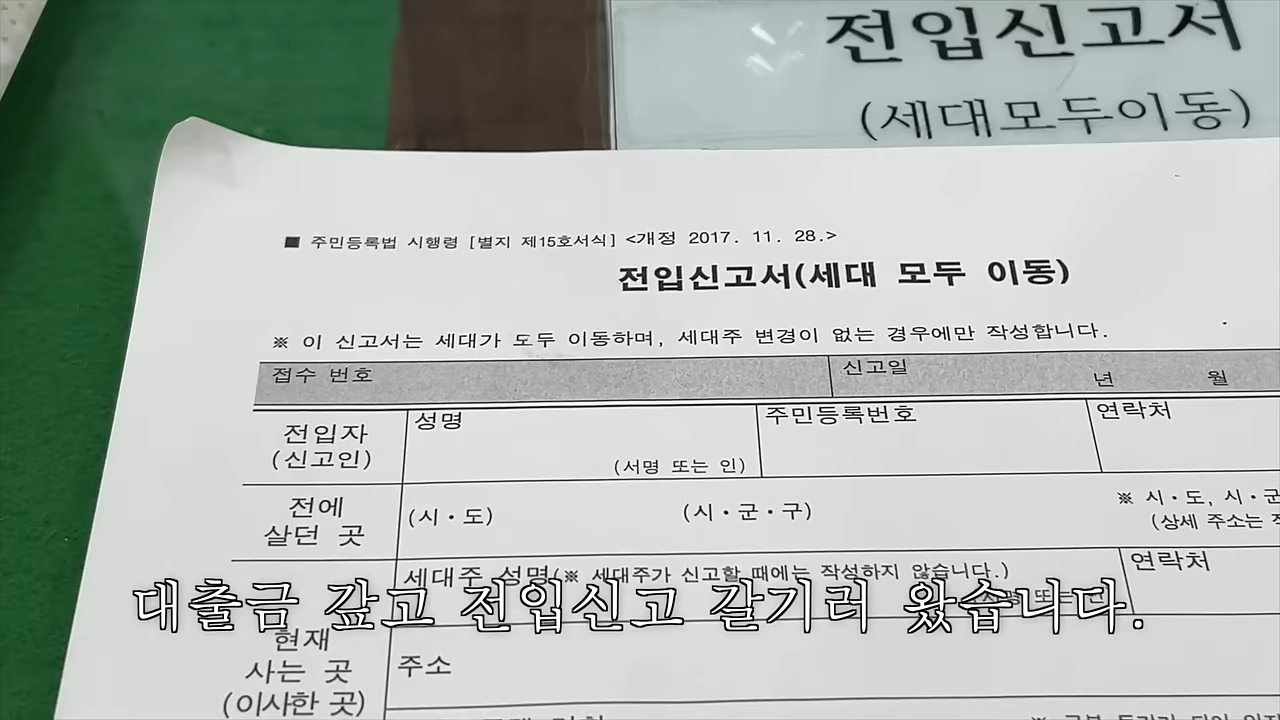 전입신고서
(세대모두이동)
■ 주민등록법 시행령 [별지 제15호서식] <개정 2017. 11. 28.>
전입신고서(세대 모두 이동)
※ 이 신고서는 세대가 모두 이동하며, 세대주 변경이 없는 경우에만 작성합니다.
접수 번호 신고일 년 월
전입자 성명 주민등록번호 연락처
(신고인) (서명 또는 인)
전에 (시·도) (시·군·구) ※ 시·도, 시·군
살던 곳 (상세 주소는
세대주 성명(※ 세대주가 신고할 때에는 작성하지 않습니다.) 연락처
또는
대출금 갚고 전입신고 갈기러 왔습니다.
현재
사는 곳 주소
(이사한 곳)